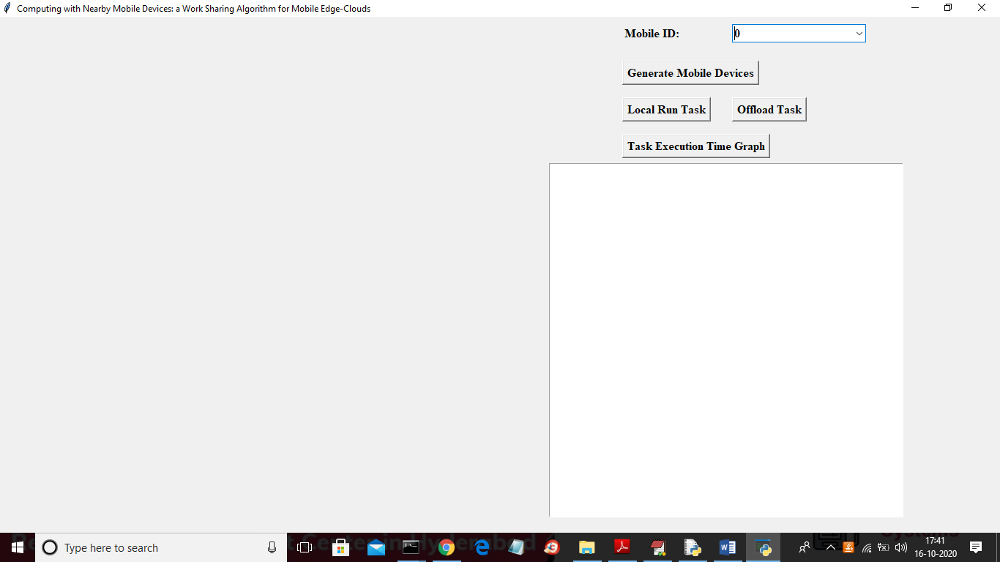 Computing with Nearby Mobile Devices: a Work Sharing Algorithm for Mobile Edge-Clouds
Mobile ID:
0
Generate Mobile Devices
Local Run Task
Offload Task
Task Execution Time Graph
Type here to search
17:41
16-10-2020